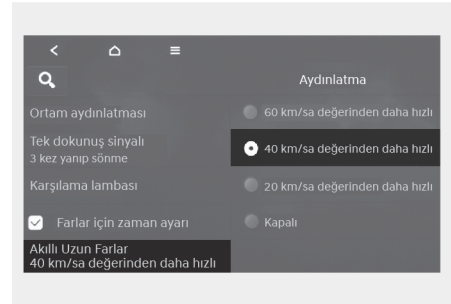 Aydınlatma
Ortam aydınlatması
Tek dokunuş sinyali
3 kez yanıp sönme
Karşılama lambası
Farlar için zaman ayarı
Akıllı Uzun Farlar
40 km/sa değerinden daha hızlı
60 km/sa değerinden daha hızlı
40 km/sa değerinden daha hızlı
20 km/sa değerinden daha hızlı
Kapalı